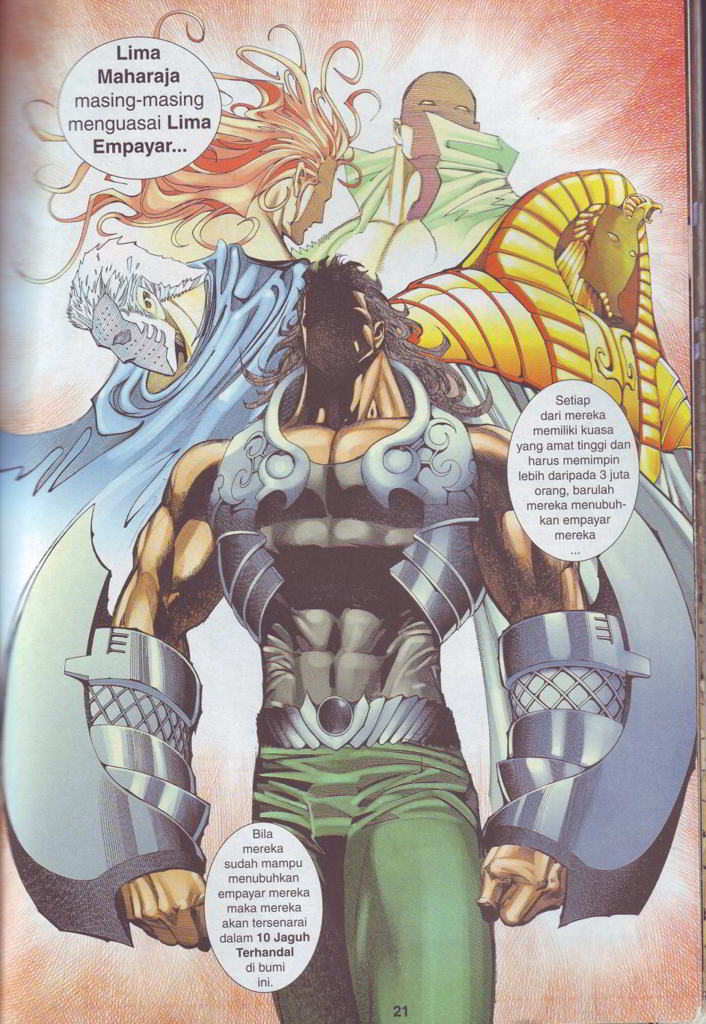 Lima
Maharaja
masing-masing
menguasai Lima
Empayar...
Setiap
dari mereka
memiliki kuasa
yang amat tinggi dan
harus memimpin
lebih daripada 3 juta
orang, barulah
mereka menubuh-
kan empayar
mereka
...
Bila
mereka
sudah mampu
menubuhkan
empayar mereka
maka mereka
akan tersenarai
dalam 10 Jaguh
Terhandal
di bumi
ini.
21